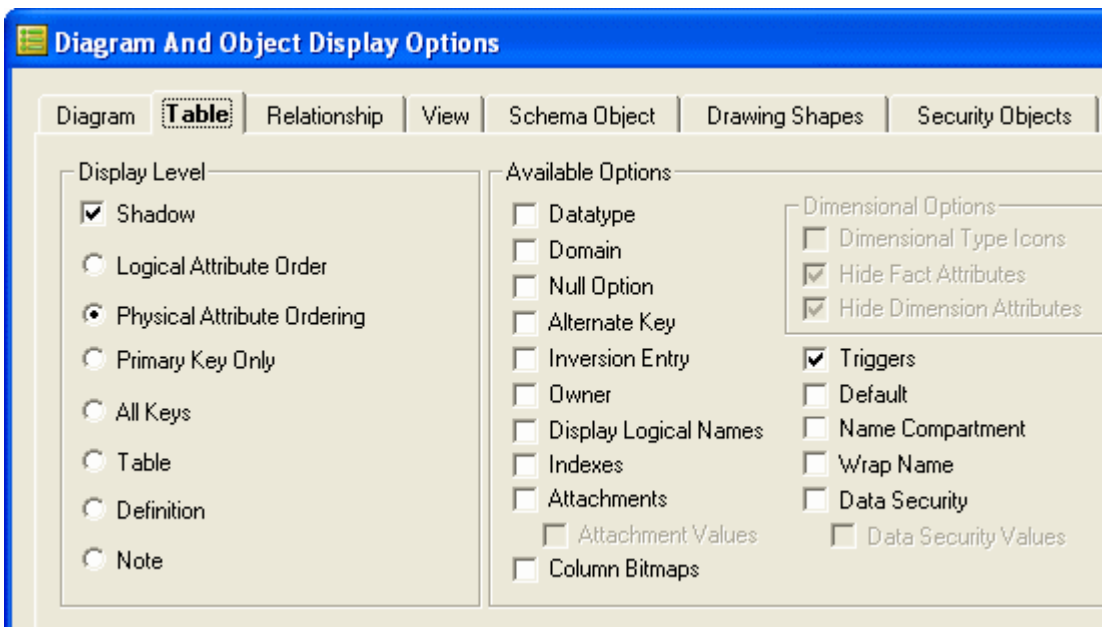 Diagram And Object Display Options
Diagram
Table
Relationship
View
Schema Object
Drawing Shapes
Security Objects
Display Level
Shadow
Logical Attribute Order
Physical Attribute Ordering
Primary Key Only
All Keys
Table
Definition
Note
Available Options
Datatype
Domain
Null Option
Alternate Key
Inversion Entry
Owner
Display Logical Names
Indexes
Attachments
Attachment Values
Column Bitmaps
Dimensional Options
Dimensional Type Icons
Hide Fact Attributes
Hide Dimension Attributes
Triggers
Default
Name Compartment
Wrap Name
Data Security
Data Security Values